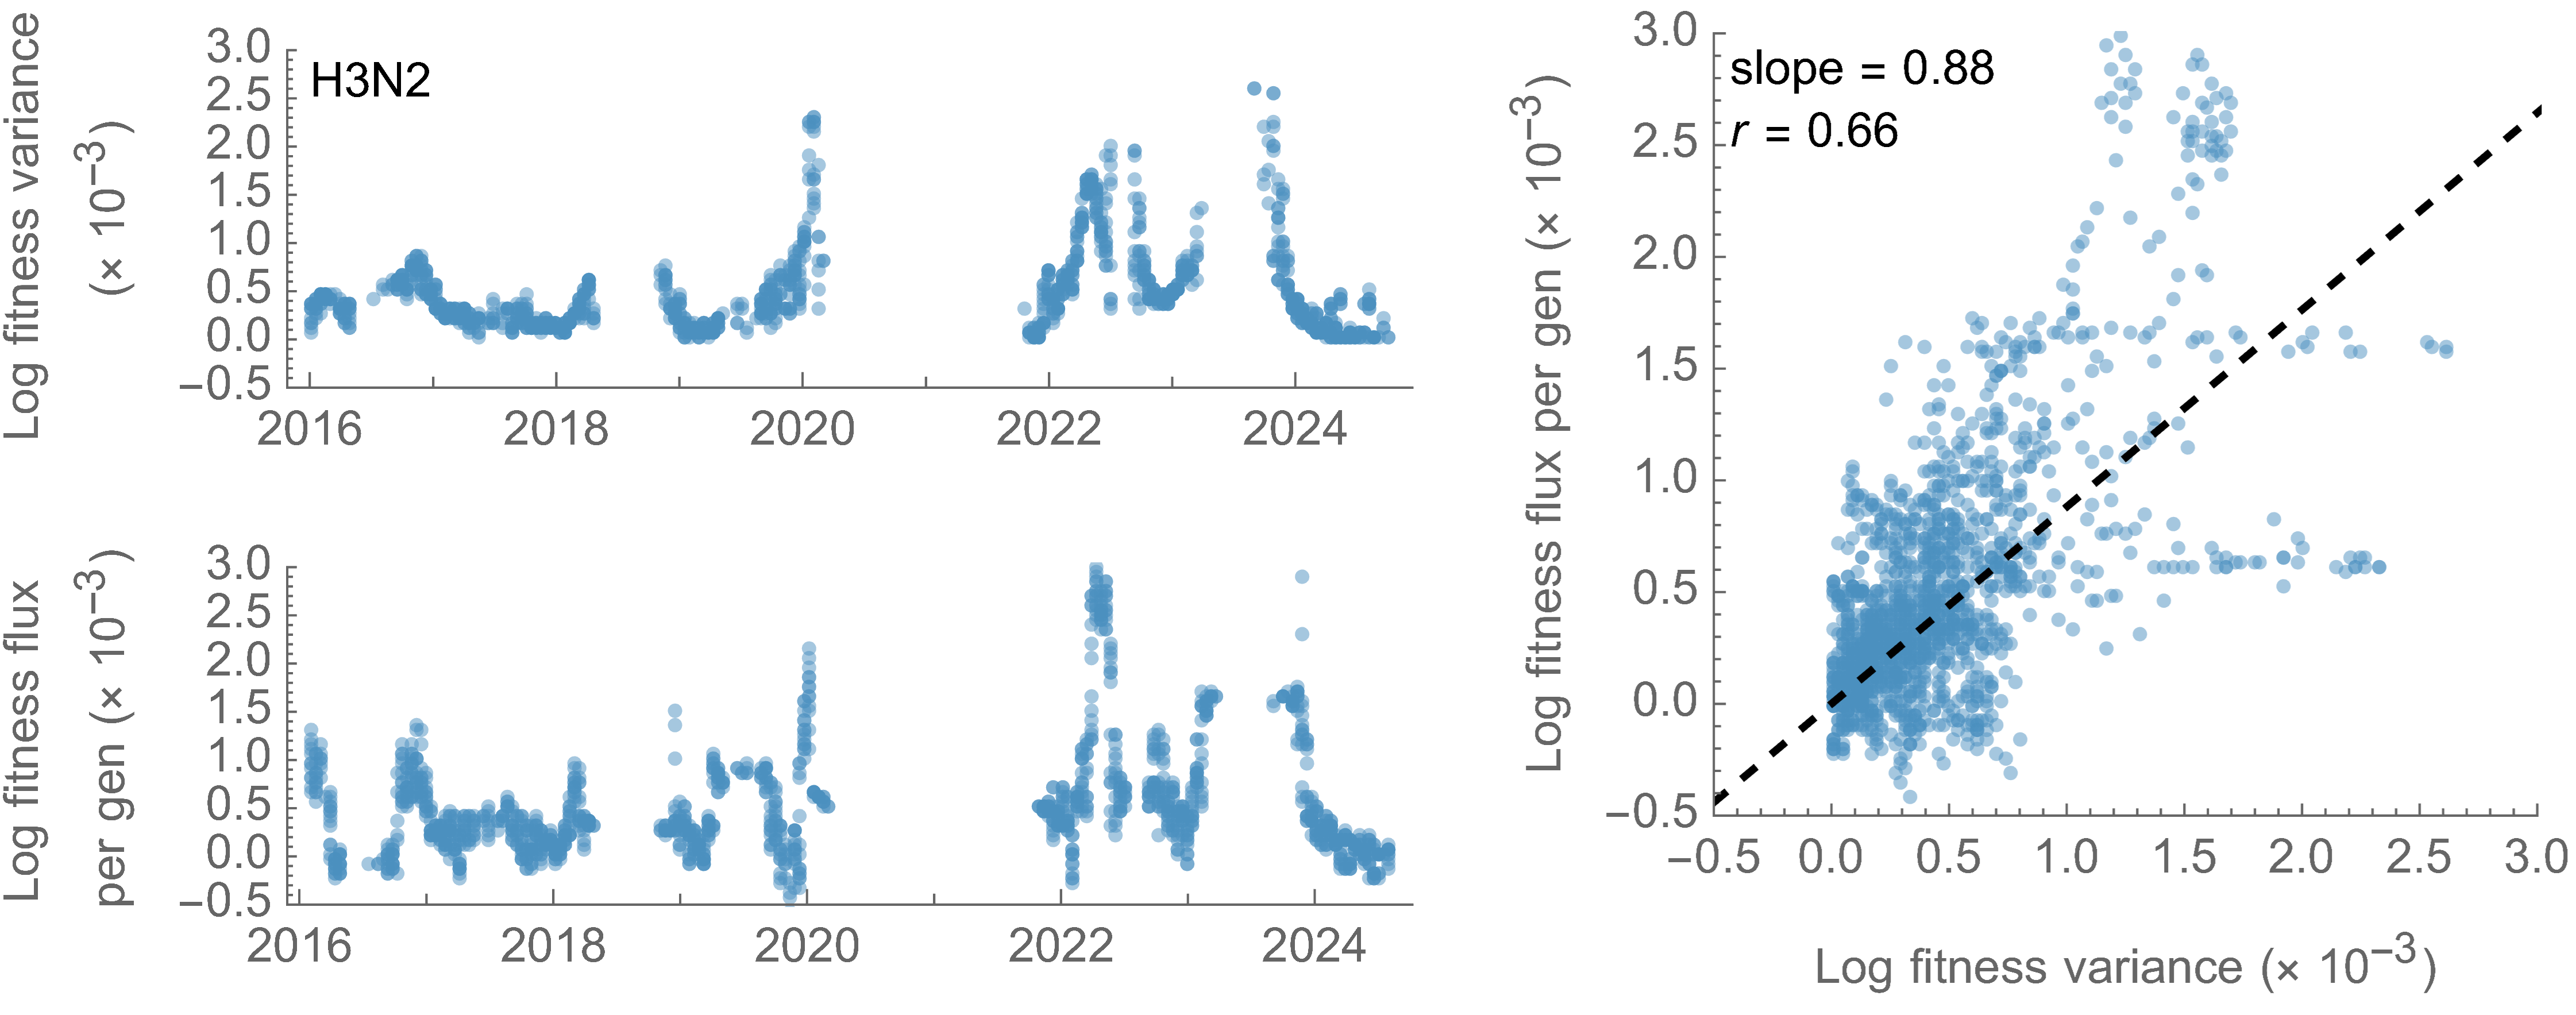 Log fitness variance
(× 10−3)
3.0
2.5
2.0
1.5
1.0
0.5
0.0
−0.5
H3N2
2016 2018 2020 2022 2024
Log fitness flux
per gen (× 10−3)
3.0
2.5
2.0
1.5
1.0
0.5
0.0
−0.5
2016 2018 2020 2022 2024
Log fitness flux per gen (× 10−3)
3.0
2.5
2.0
1.5
1.0
0.5
0.0
−0.5
slope = 0.88
r = 0.66
−0.5 0.0 0.5 1.0 1.5 2.0 2.5 3.0
Log fitness variance (× 10−3)